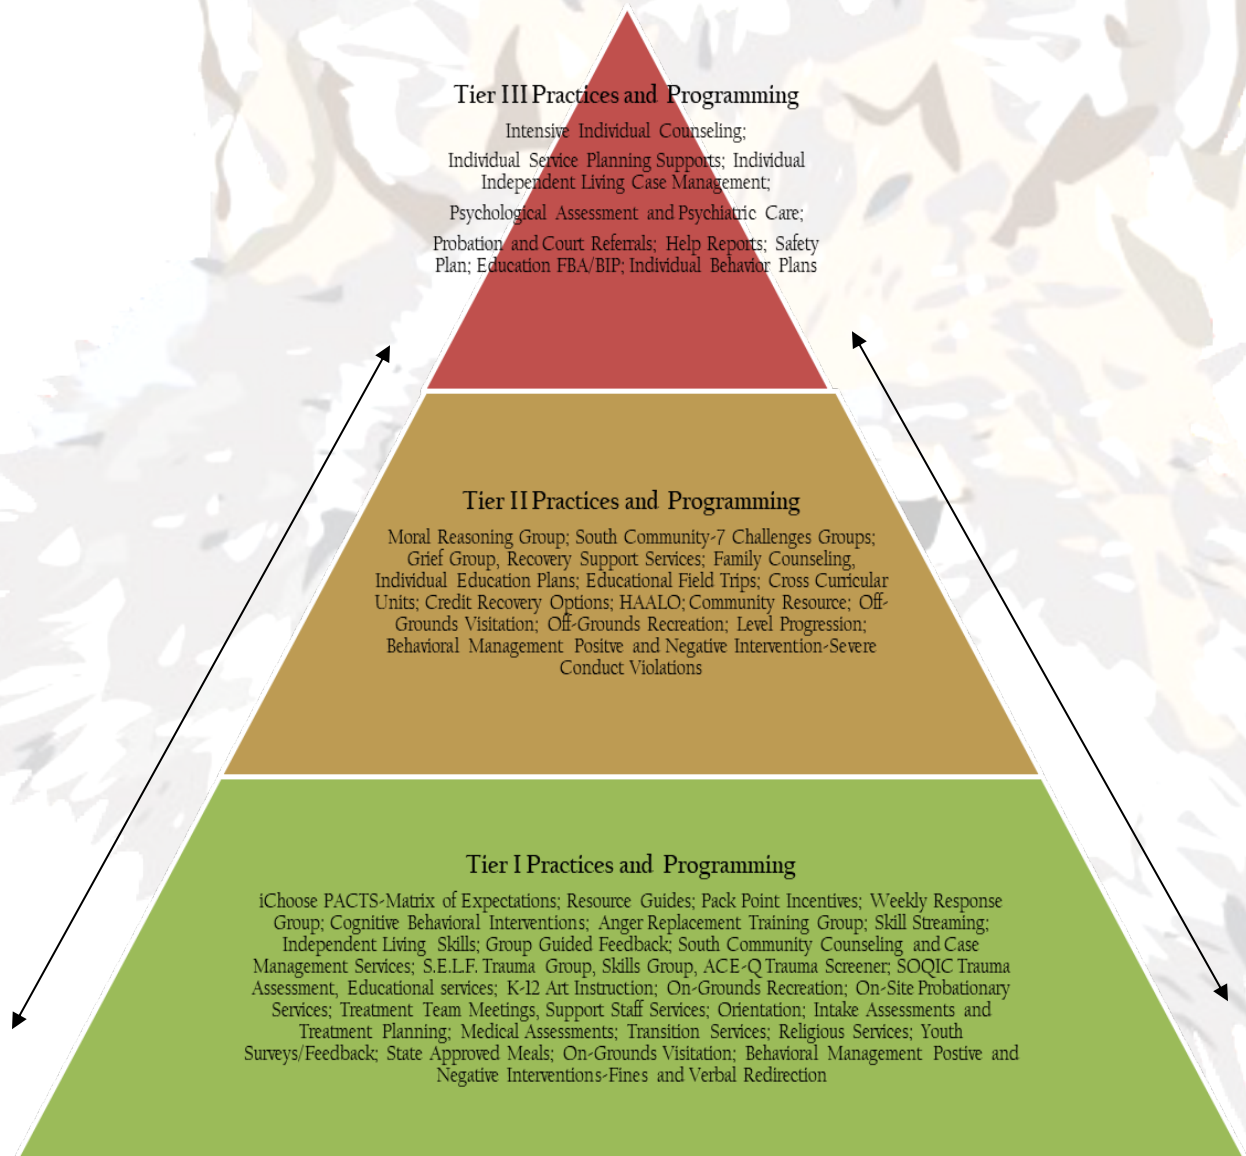 Tier III Practices and Programming
Intensive Individual Counseling;
Individual Service Planning Supports; Individual
Independent Living Case Management;
Psychological Assessment and Psychiatric Care;
Probation and Court Referrals; Help Reports; Safety
Plan; Education FBA/BIP; Individual Behavior Plans
Tier II Practices and Programming
Moral Reasoning Group; South Community-7 Challenges Groups;
Grief Group, Recovery Support Services; Family Counseling,
Individual Education Plans; Educational Field Trips; Cross Curricular
Units; Credit Recovery Options; HAALO; Community Resource; Off-
Grounds Visitation; Off-Grounds Recreation; Level Progression;
Behavioral Management Positve and Negative Intervention-Severe
Conduct Violations
Tier I Practices and Programming
iChoose PACTS-Matrix of Expectations; Resource Guides; Pack Point Incentives; Weekly Response
Group; Cognitive Behavioral Interventions; Anger Replacement Training Group; Skill Streaming;
Independent Living Skills; Group Guided Feedback; South Community Counseling and Case
Management Services; S.E.L.F. Trauma Group, Skills Group, ACE-Q Trauma Screener; SOQIC Trauma
Assessment, Educational services; K-12 Art Instruction; On-Grounds Recreation; On-Site Probationary
Services; Treatment Team Meetings, Support Staff Services; Orientation; Intake Assessments and
Treatment Planning; Medical Assessments; Transition Services; Religious Services; Youth
Surveys/Feedback; State Approved Meals; On-Grounds Visitation; Behavioral Management Postive and
Negative Interventions-Fines and Verbal Redirection